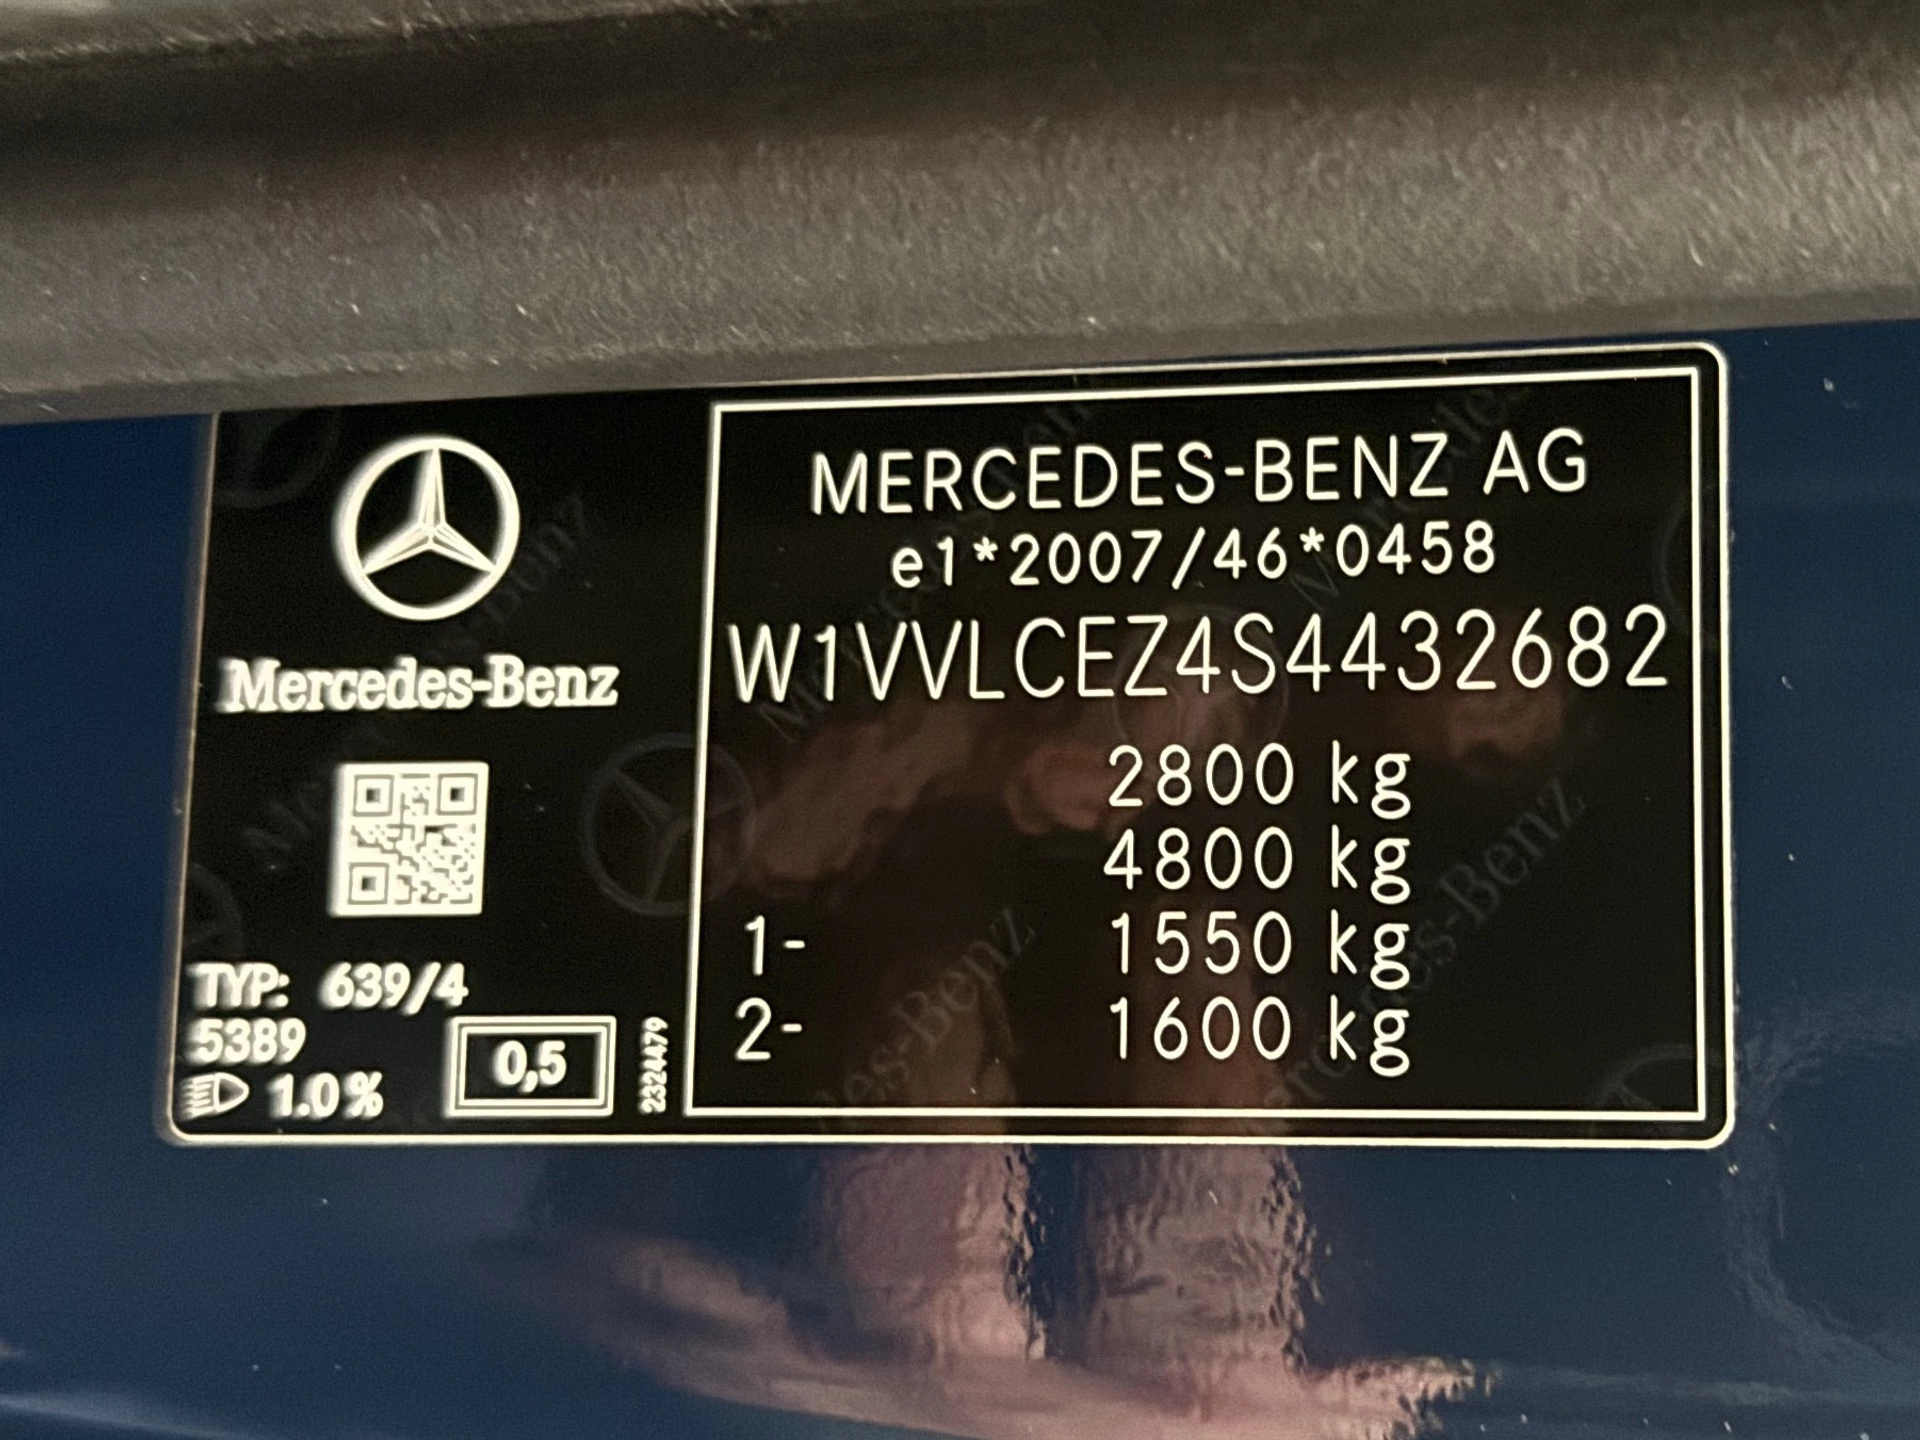 Mercedes-Benz
TYP: 639/4
5389
1.0%
0,5
2324479
MERCEDES-BENZ AG
e1*2007/46*0458
W1VVLCEZ4S4432682
2800 kg
4800 kg
1- 1550 kg
2- 1600 kg